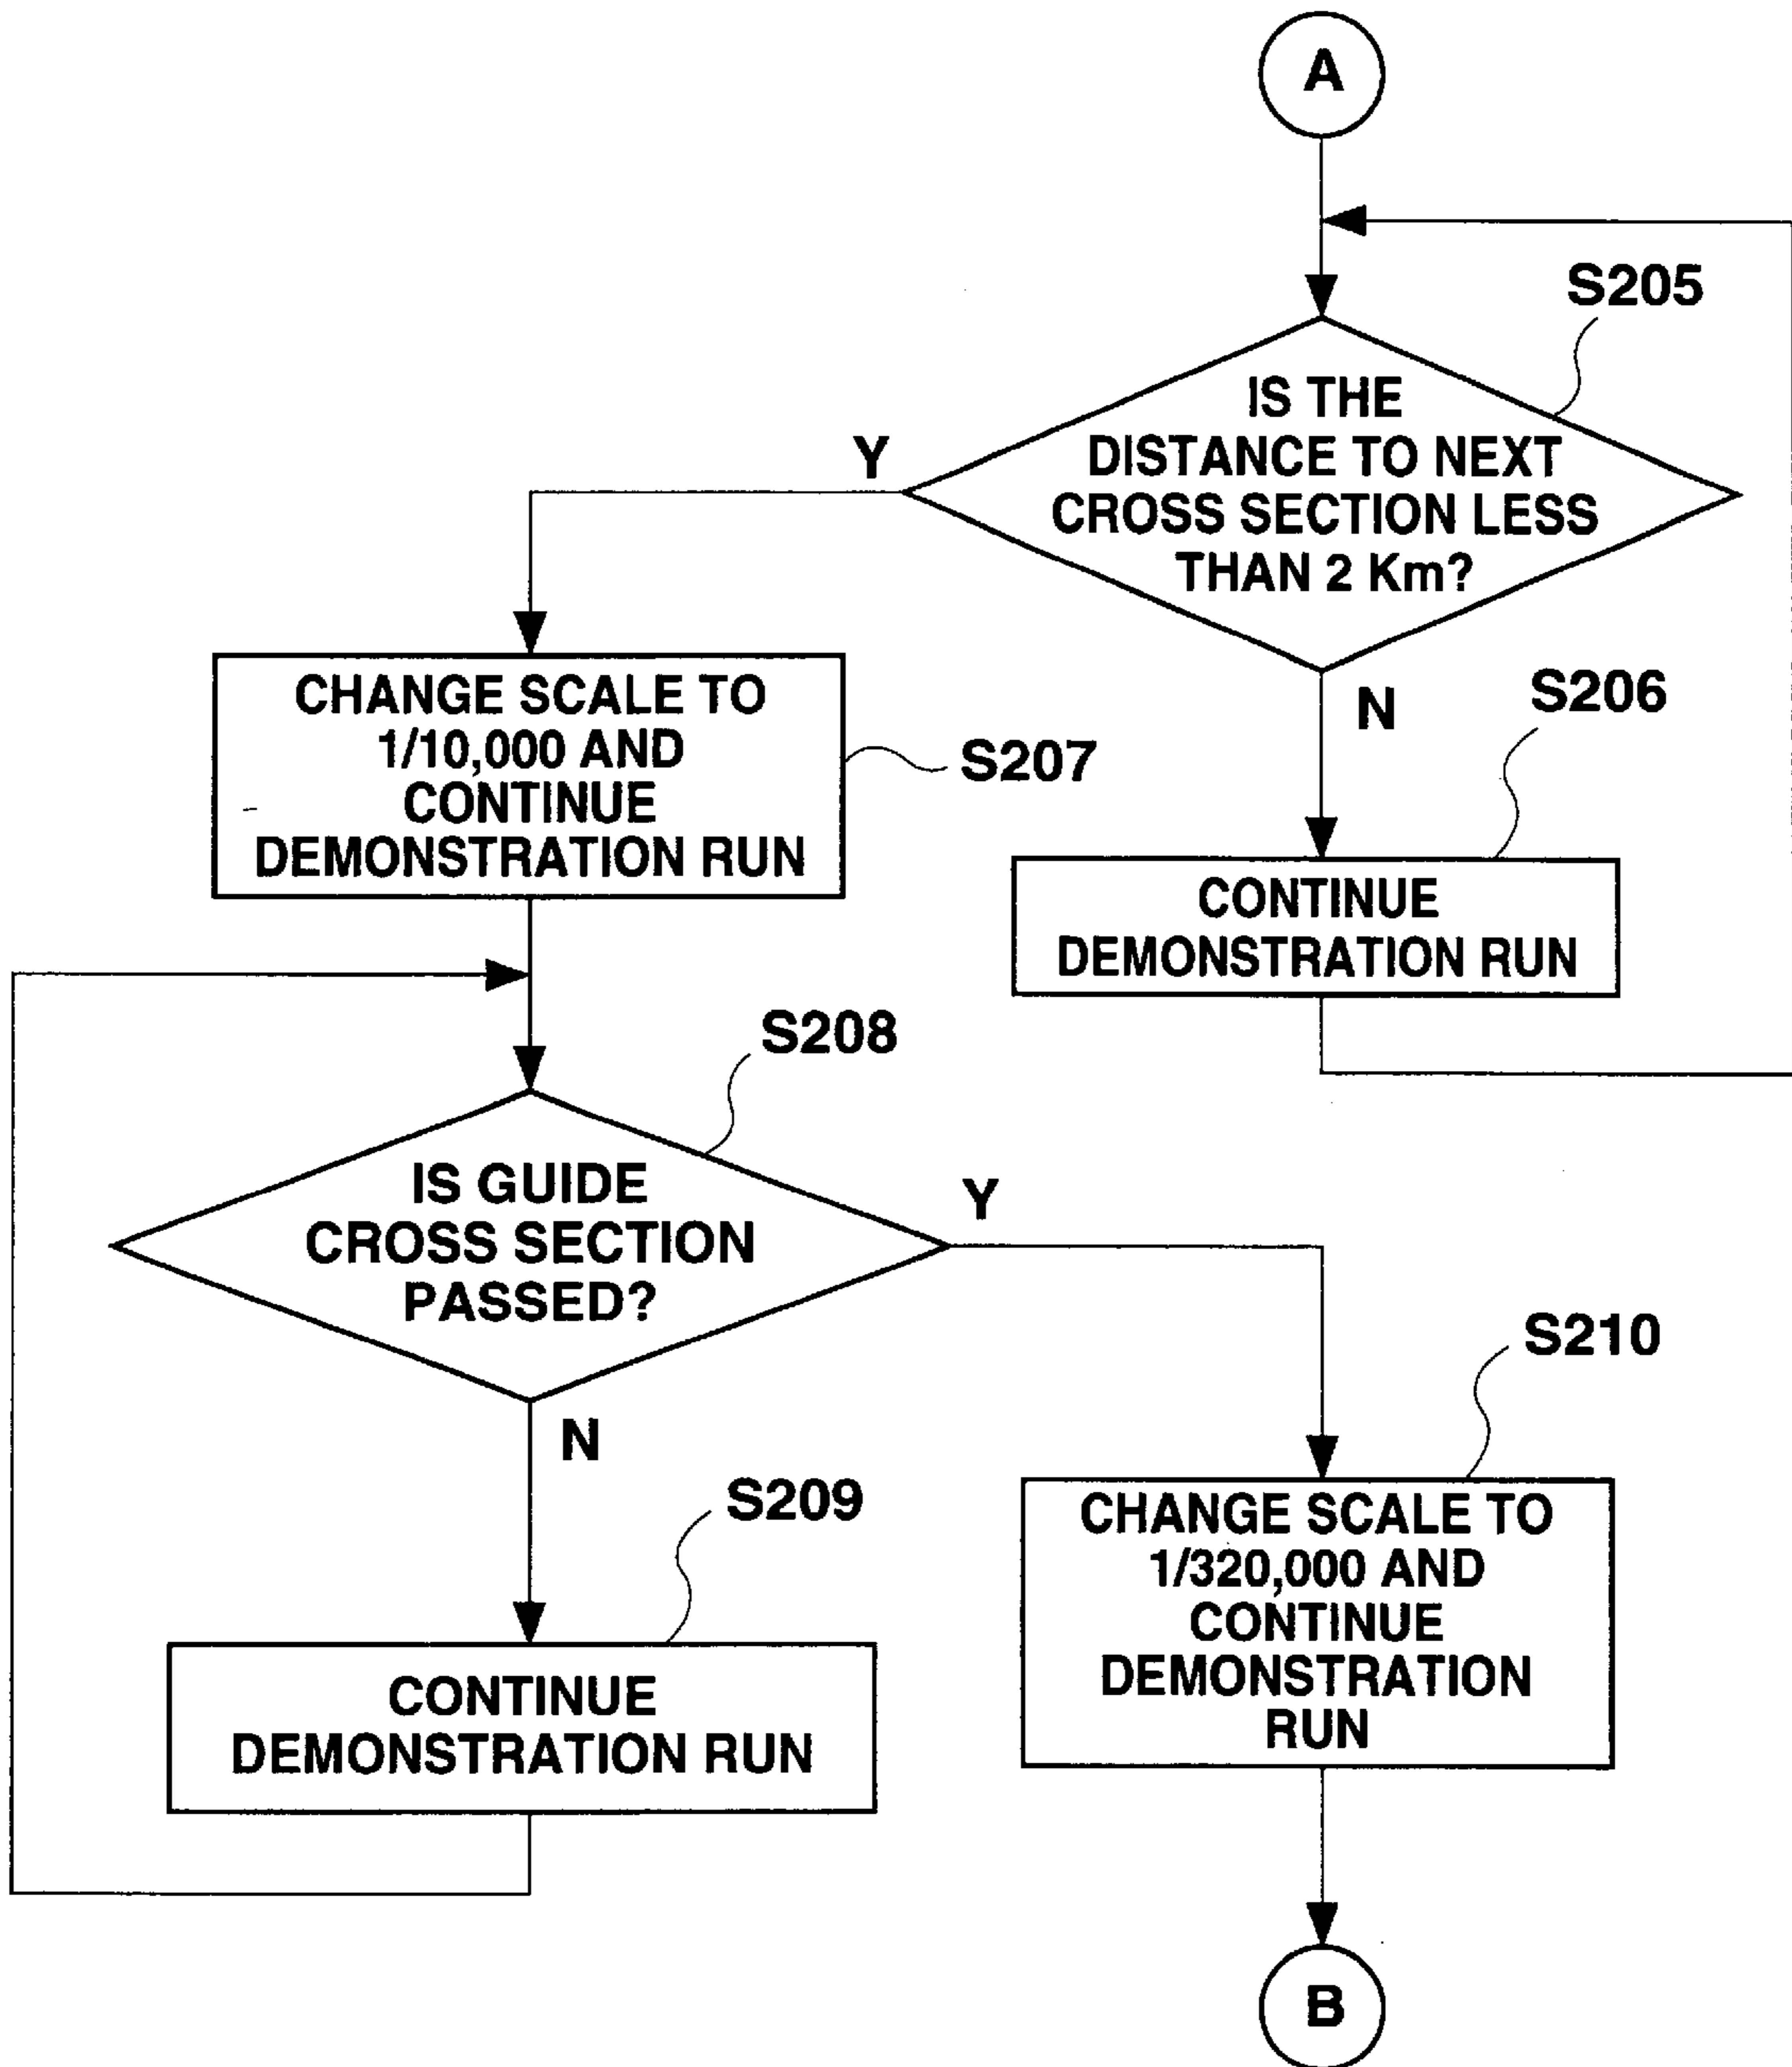 A
S205
IS THE
DISTANCE TO NEXT
CROSS SECTION LESS
THAN 2 Km?
Y
N
S206
CONTINUE
DEMONSTRATION RUN
CHANGE SCALE TO
1/10,000 AND
CONTINUE
DEMONSTRATION RUN
S207
S208
IS GUIDE
CROSS SECTION
PASSED?
Y
N
S209
CONTINUE
DEMONSTRATION RUN
S210
CHANGE SCALE TO
1/320,000 AND
CONTINUE
DEMONSTRATION
RUN
B